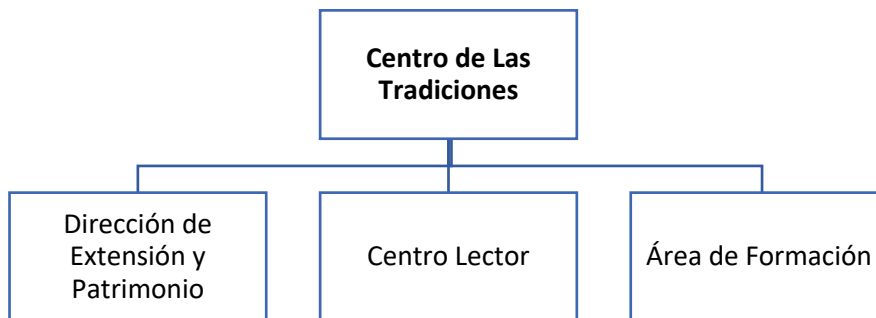 Centro de Las
Tradiciones
Dirección de
Extensión y
Patrimonio
Centro Lector
Área de Formación